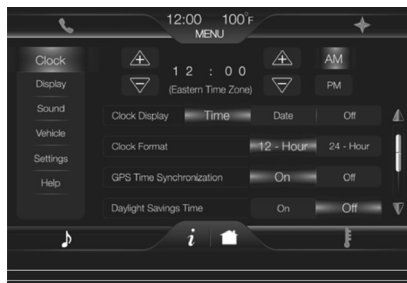 12:00 100°F
MENU
Clock
Display
Sound
Vehicle
Settings
Help
AM
12 : 00
PM
(Eastern Time Zone)
Clock Display Time Date Off
Clock Format 12 - Hour 24 - Hour
GPS Time Synchronization On Off
Daylight Savings Time On Off
i